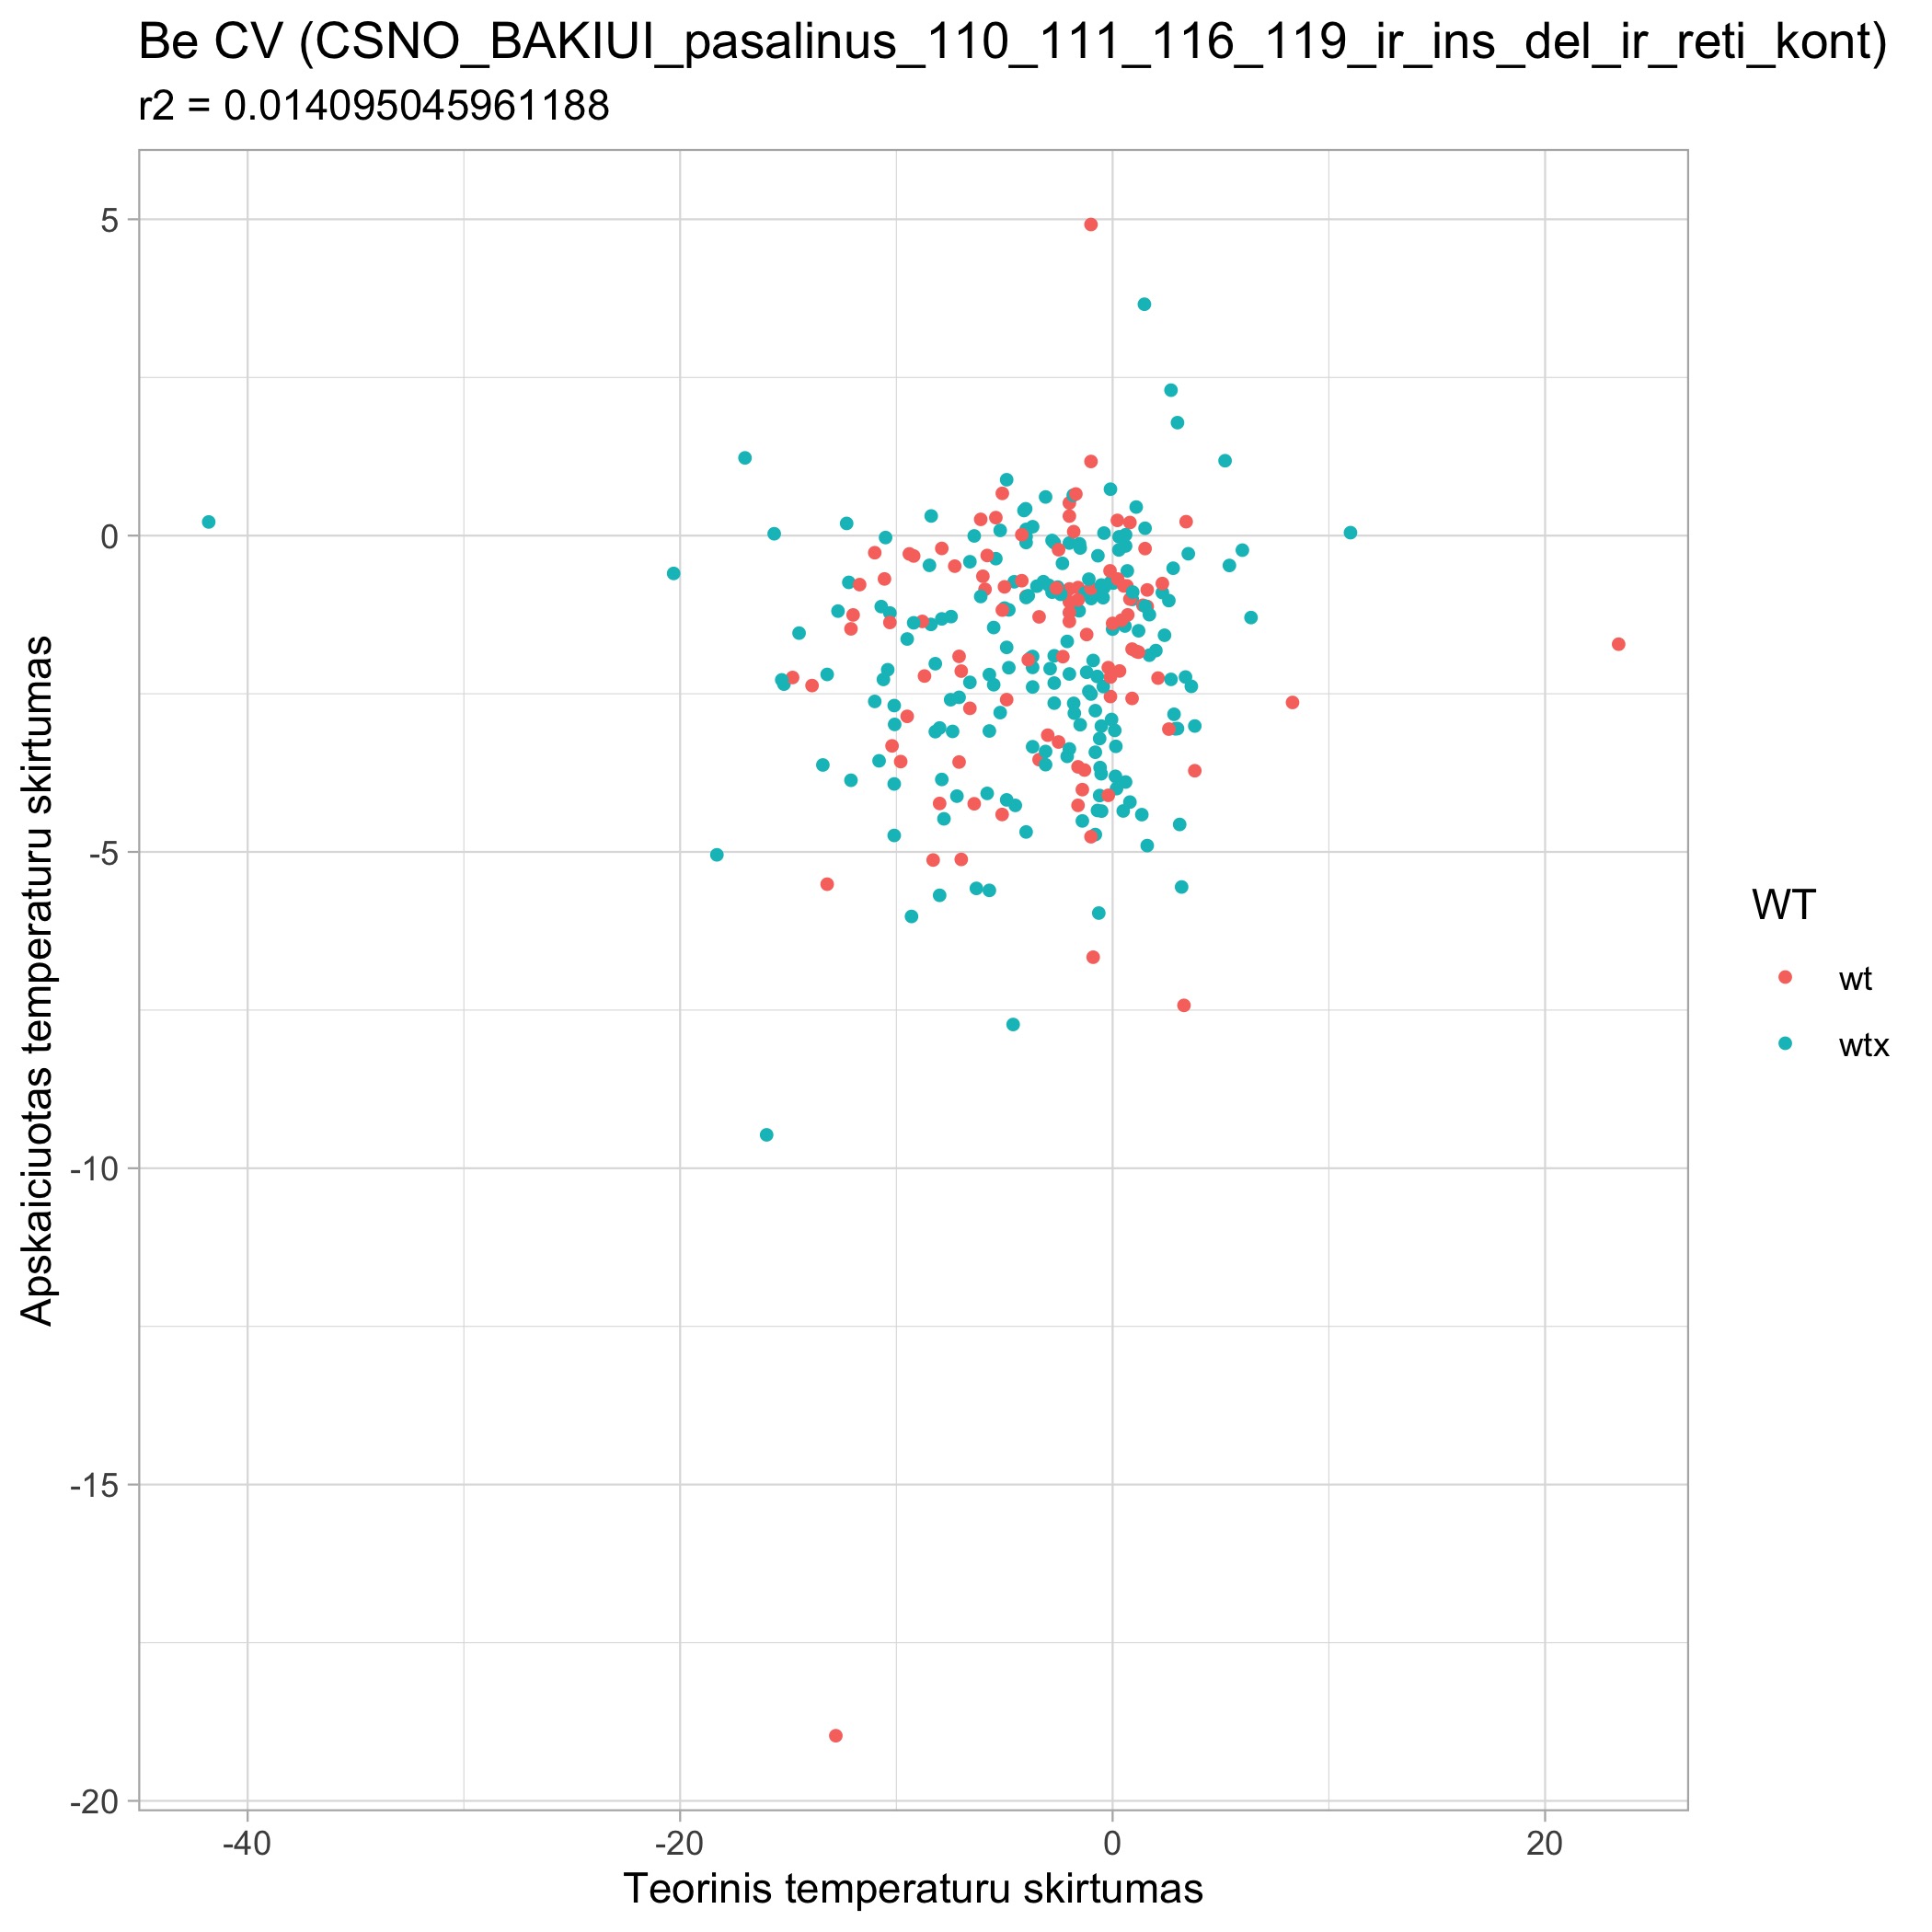 Be CV (CSNO_BAKIUI_pasalinus_110_111_116_119_ir_ins_del_ir_reti_kont)
r2 = 0.014095045961188
5
0
-5
-10
-15
-20
Apskaiciuotas temperaturu skirtumas
-40
-20
0
20
Teorinis temperaturu skirtumas
WT
wt
wtx